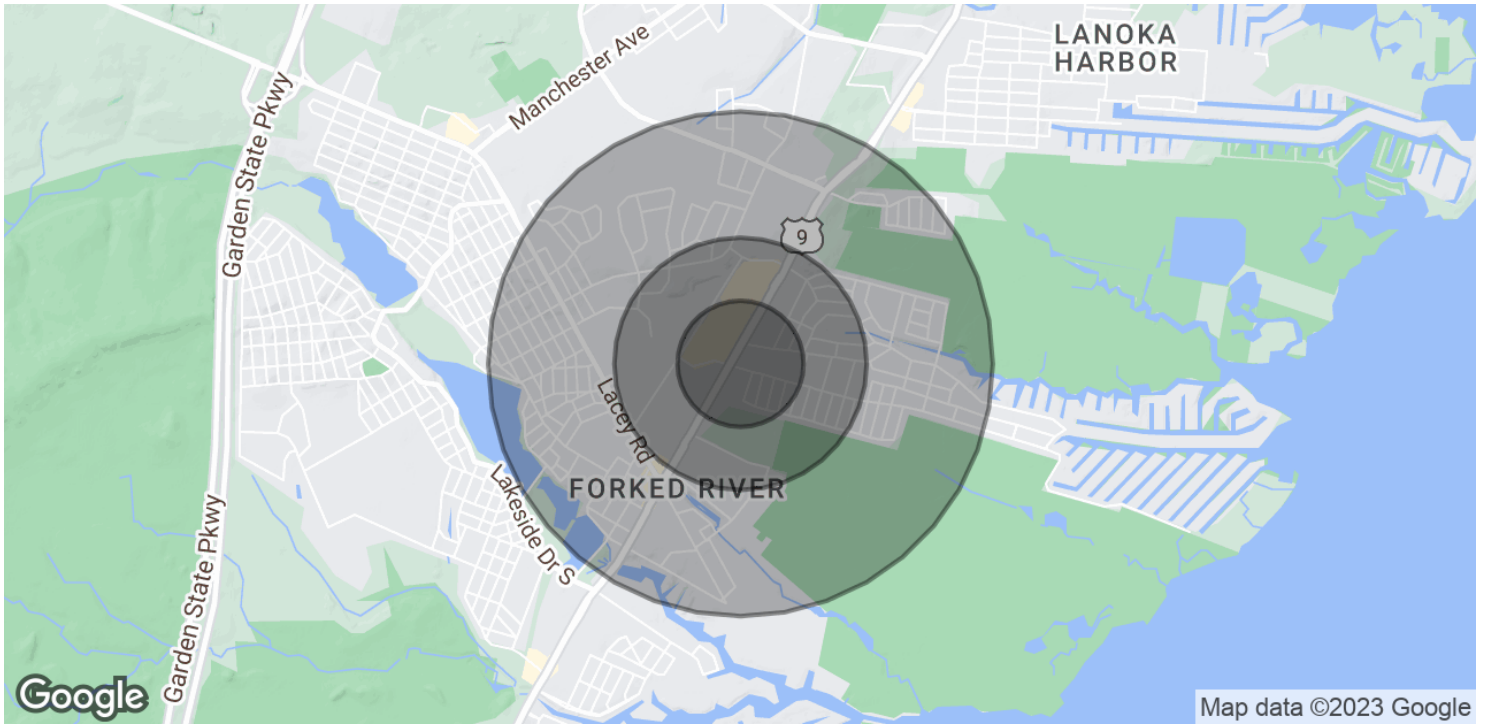 LANOKA
HARBOR
Manchester Ave
Garden State Pkwy
9
Lacey Rd
FORKED RIVER
Lakeside Dr S
Garden State Pkwy
Google
Map data ©2023 Google